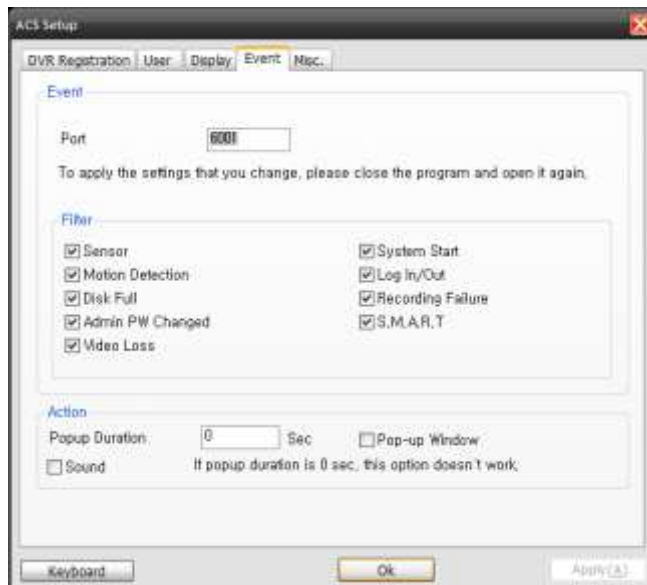 ACS Setup
DVR Registration User Display Event Misc.
Event
Port 6001
To apply the settings that you change, please close the program and open it again.
Filter
Sensor System Start
Motion Detection Log In/Out
Disk Full Recording Failure
Admin PW Changed S.M.A.R.T
Video Loss
Action
Popup Duration 0 Sec Pop-up Window
Sound If popup duration is 0 sec, this option doesn't work.
Keyboard Ok Apply(A)